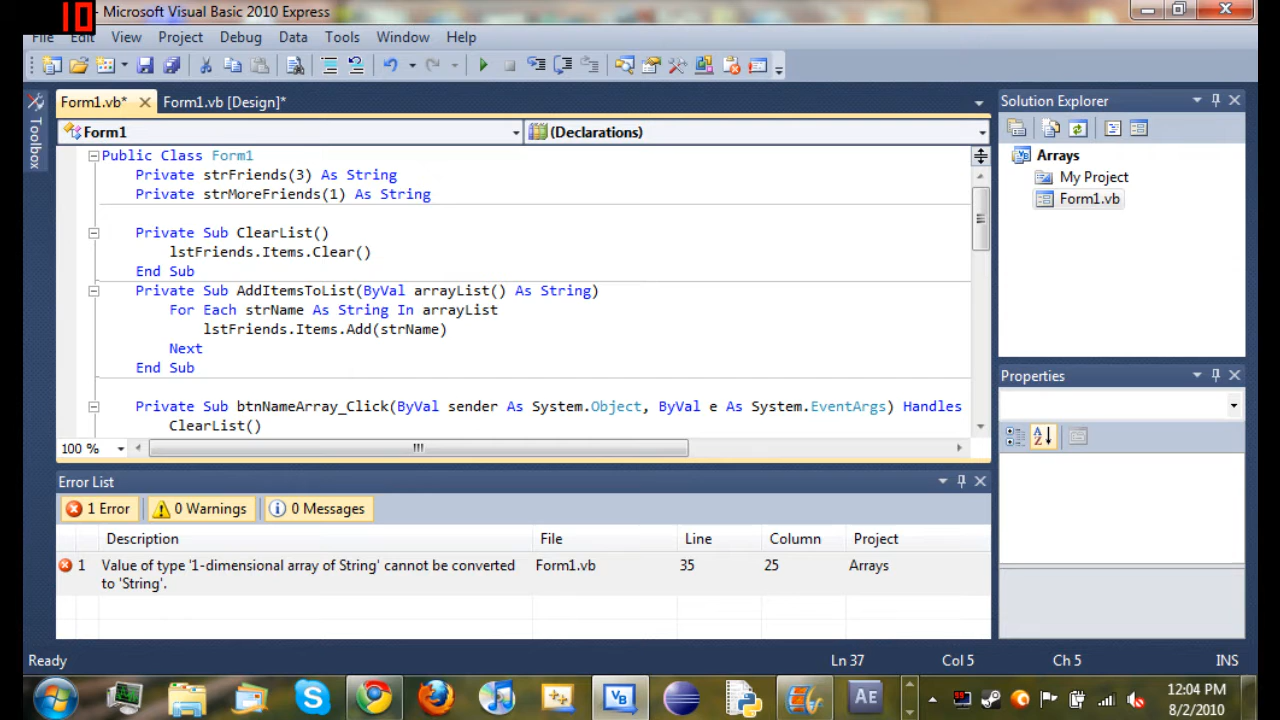 10
- Microsoft Visual Basic 2010 Express
File Edit View Project Debug Data Tools Window Help
Form1.vb* Form1.vb [Design]*
Toolbox
Form1 (Declarations)
Public Class Form1
Private strFriends(3) As String
Private strMoreFriends(1) As String
Private Sub ClearList()
lstFriends.Items.Clear()
End Sub
Private Sub AddItemsToList(ByVal arrayList() As String)
For Each strName As String In arrayList
lstFriends.Items.Add(strName)
Next
End Sub
Private Sub btnNameArray_Click(ByVal sender As System.Object, ByVal e As System.EventArgs) Handles
ClearList()
100 %
Solution Explorer
Arrays
My Project
Form1.vb
Properties
Error List
1 Error 0 Warnings 0 Messages
Description File Line Column Project
1 Value of type '1-dimensional array of String' cannot be converted Form1.vb 35 25 Arrays
to 'String'.
Ready Ln 37 Col 5 Ch 5 INS
VB AE
12:04 PM
8/2/2010